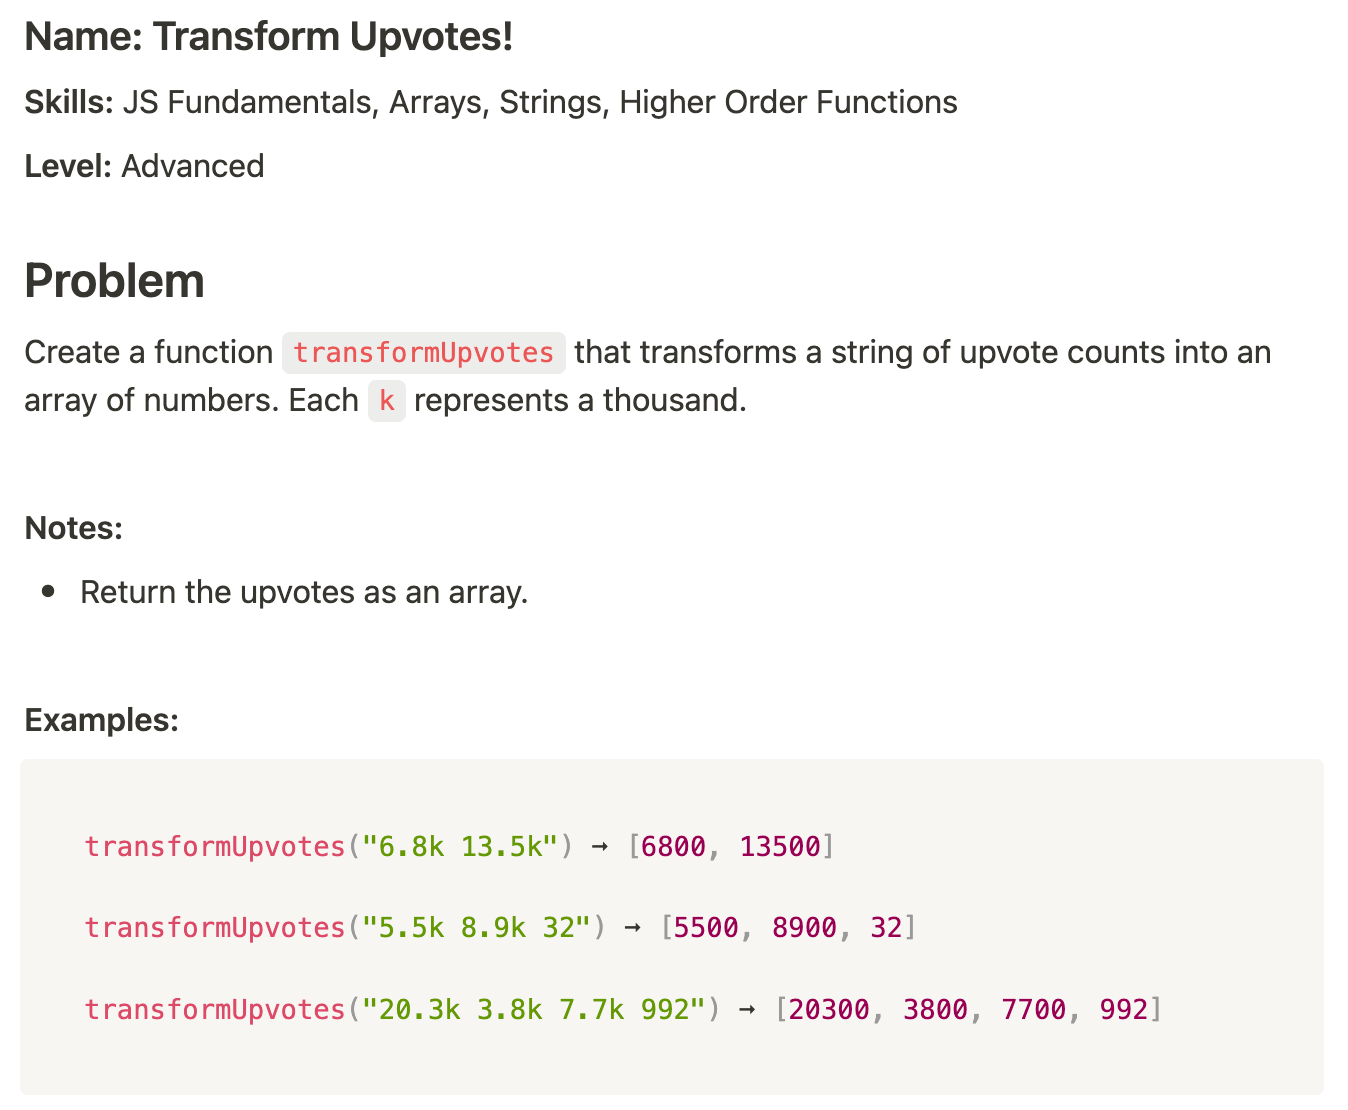 Name: Transform Upvotes!
Skills: JS Fundamentals, Arrays, Strings, Higher Order Functions
Level: Advanced
Problem
Create a function transformUpvotes that transforms a string of upvote counts into an
array of numbers. Each k represents a thousand.
Notes:
• Return the upvotes as an array.
Examples:
transformUpvotes("6.8k 13.5k") → [6800, 13500]
transformUpvotes("5.5k 8.9k 32") → [5500, 8900, 32]
transformUpvotes("20.3k 3.8k 7.7k 992") → [20300, 3800, 7700, 992]